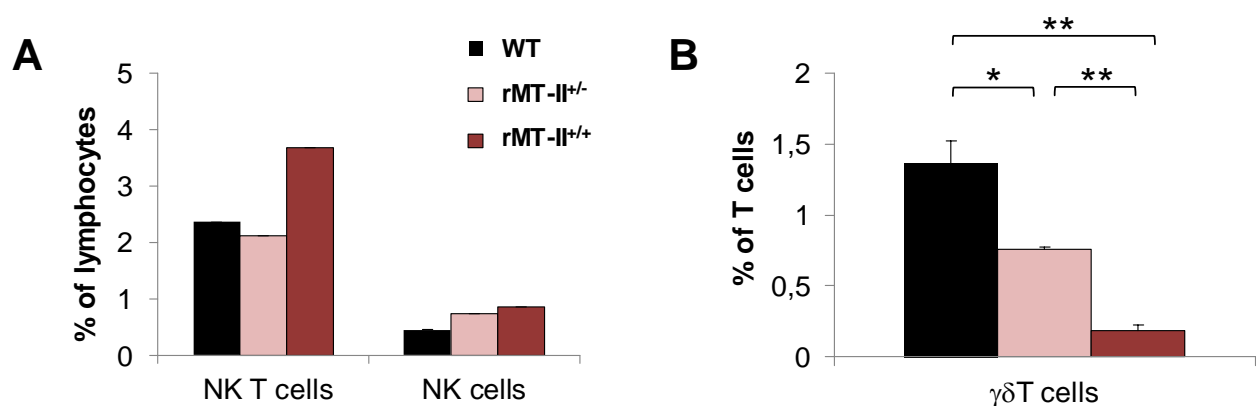 A
WT
rMT-II+/-
rMT-II+/+
5
4
3
2
1
0
% of lymphocytes
NK T cells
NK cells
B
**
*
**
2
1,5
1
0,5
0
% of T cells
γδT cells